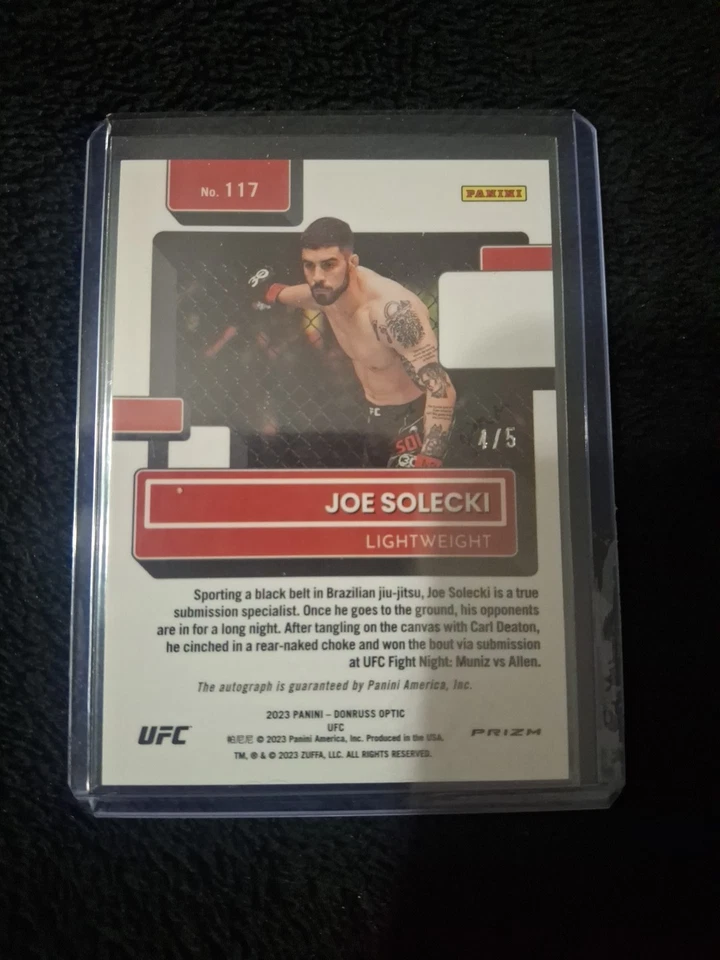 No. 117
PANINI
4/5
JOE SOLECKI
LIGHTWEIGHT
Sporting a black belt in Brazilian jiu-jitsu, Joe Solecki is a true
submission specialist. Once he goes to the ground, his opponents
are in for a long night. After tangling on the canvas with Carl Deaton,
he cinched in a rear-naked choke and won the bout via submission
at UFC Fight Night: Muniz vs Allen.
The autograph is guaranteed by Panini America, Inc.
2023 PANINI – DONRUSS OPTIC
UFC
UFC
帕尼尼 © 2023 Panini America, Inc. Produced in the USA.
PRIZM
TM, ® & © 2023 ZUFFA, LLC. ALL RIGHTS RESERVED.